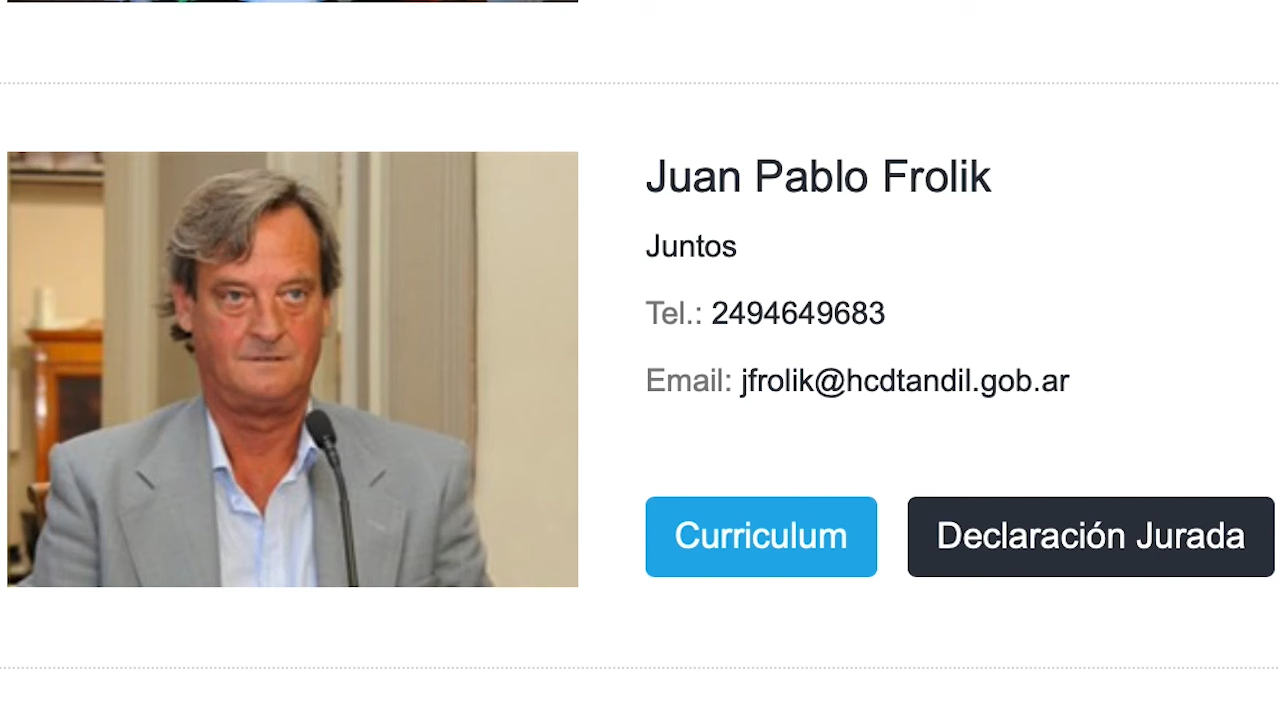 Juan Pablo Frolik
Juntos
Tel.: 2494649683
Email: jfrolik@hcdtandil.gob.ar
Curriculum
Declaración Jurada